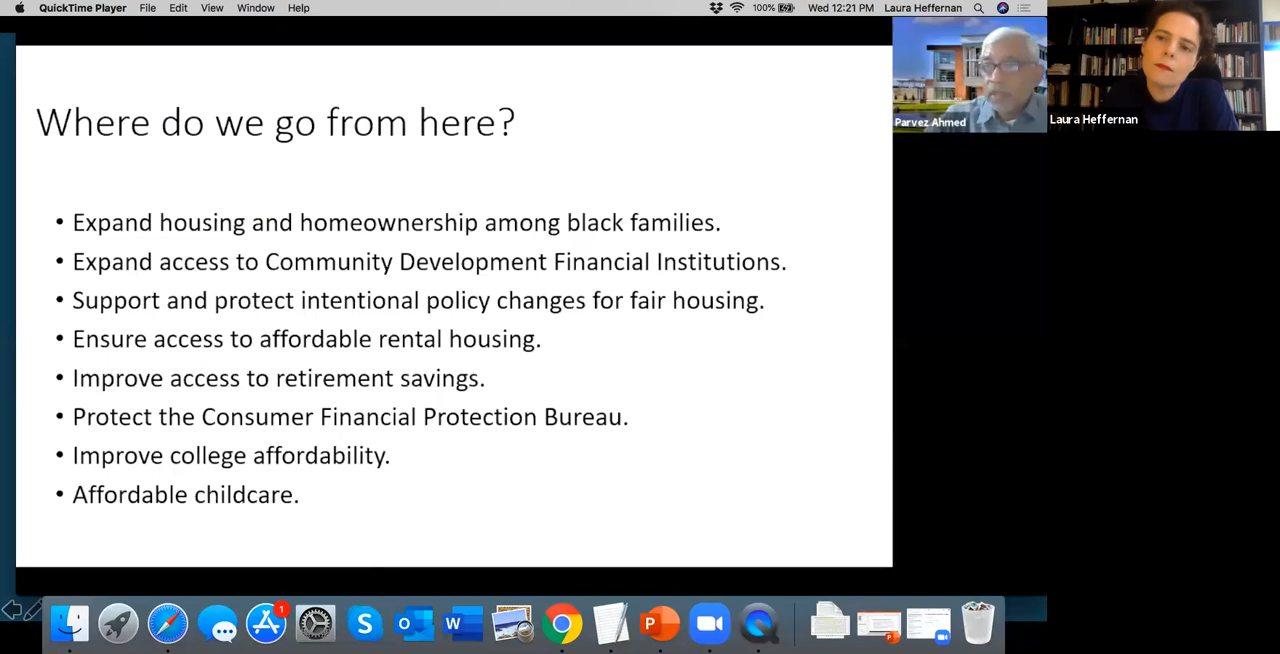 QuickTime Player File Edit View Window Help
100% Wed 12:21 PM Laura Heffernan
Parvez Ahmed
Laura Heffernan
Where do we go from here?
• Expand housing and homeownership among black families.
• Expand access to Community Development Financial Institutions.
• Support and protect intentional policy changes for fair housing.
• Ensure access to affordable rental housing.
• Improve access to retirement savings.
• Protect the Consumer Financial Protection Bureau.
• Improve college affordability.
• Affordable childcare.
1